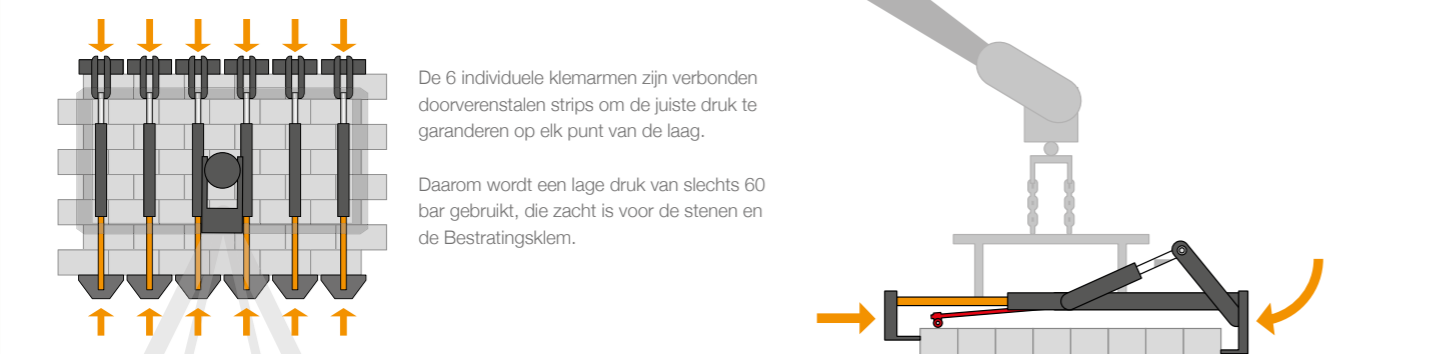 De 6 individuele klemarmen zijn verbonden
doorverenstalen strips om de juiste druk te
garanderen op elk punt van de laag.
Daarom wordt een lage druk van slechts 60
bar gebruikt, die zacht is voor de stenen en
de Bestratingsklem.